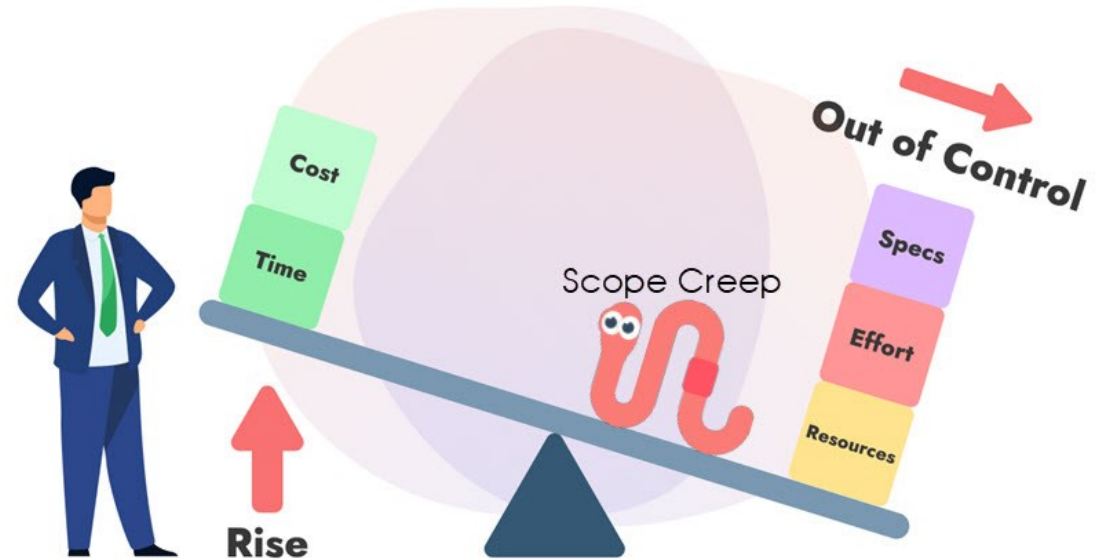 Out of Control
Cost
Time
Specs
Scope Creep
Effort
Resources
Rise